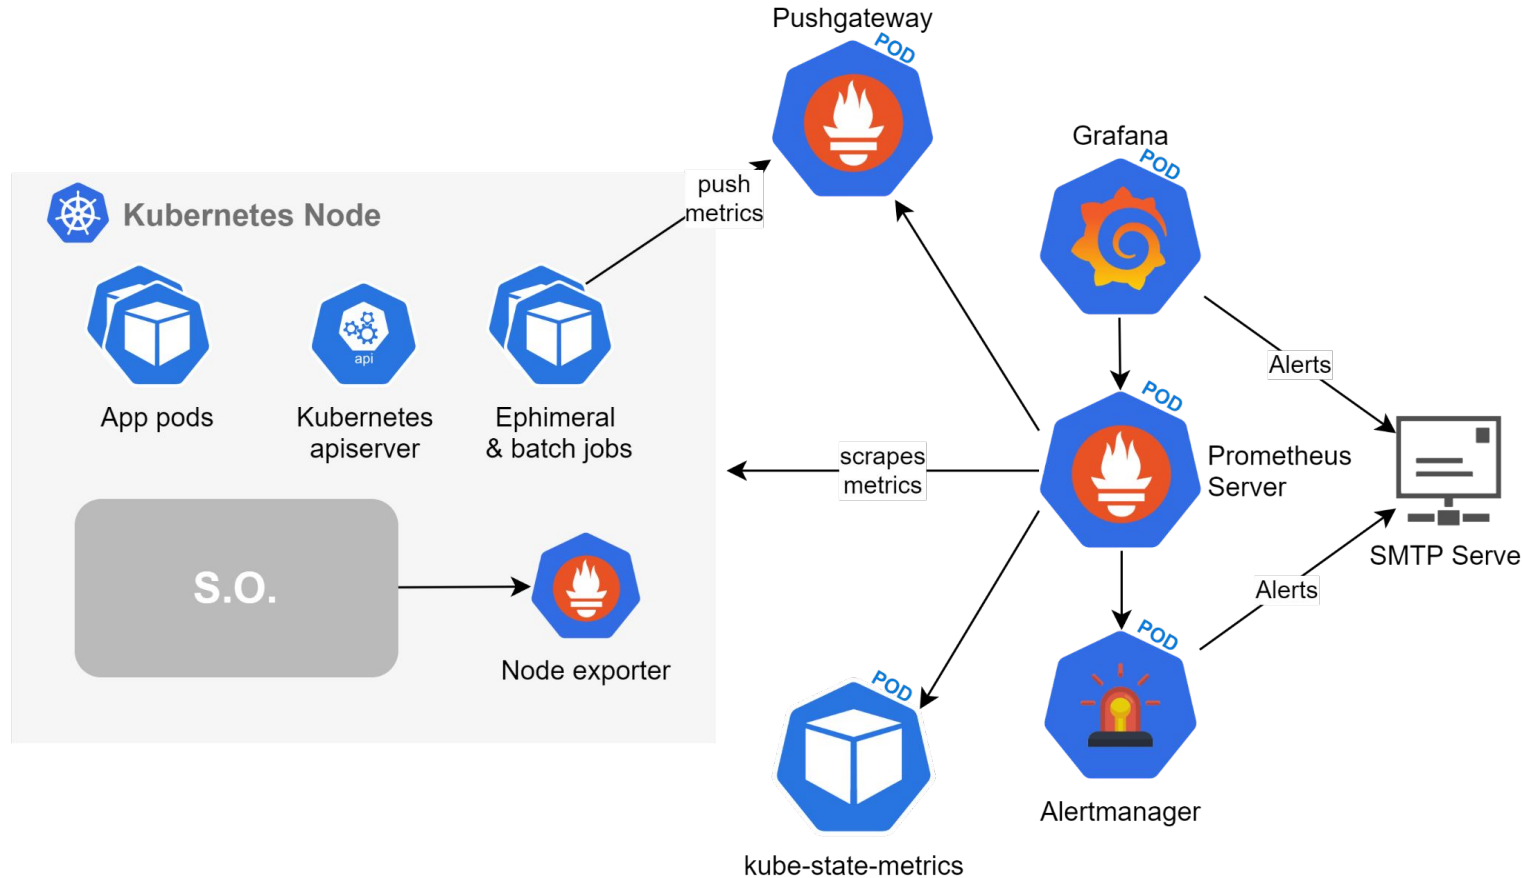 Pushgateway
POD
Grafana
POD
push
metrics
Kubernetes Node
api
App pods
Kubernetes
apiserver
Ephimeral
& batch jobs
Alerts
POD
scrapes
metrics
Prometheus
Server
SMTP Serve
S.O.
Node exporter
Alerts
POD
POD
Alertmanager
kube-state-metrics